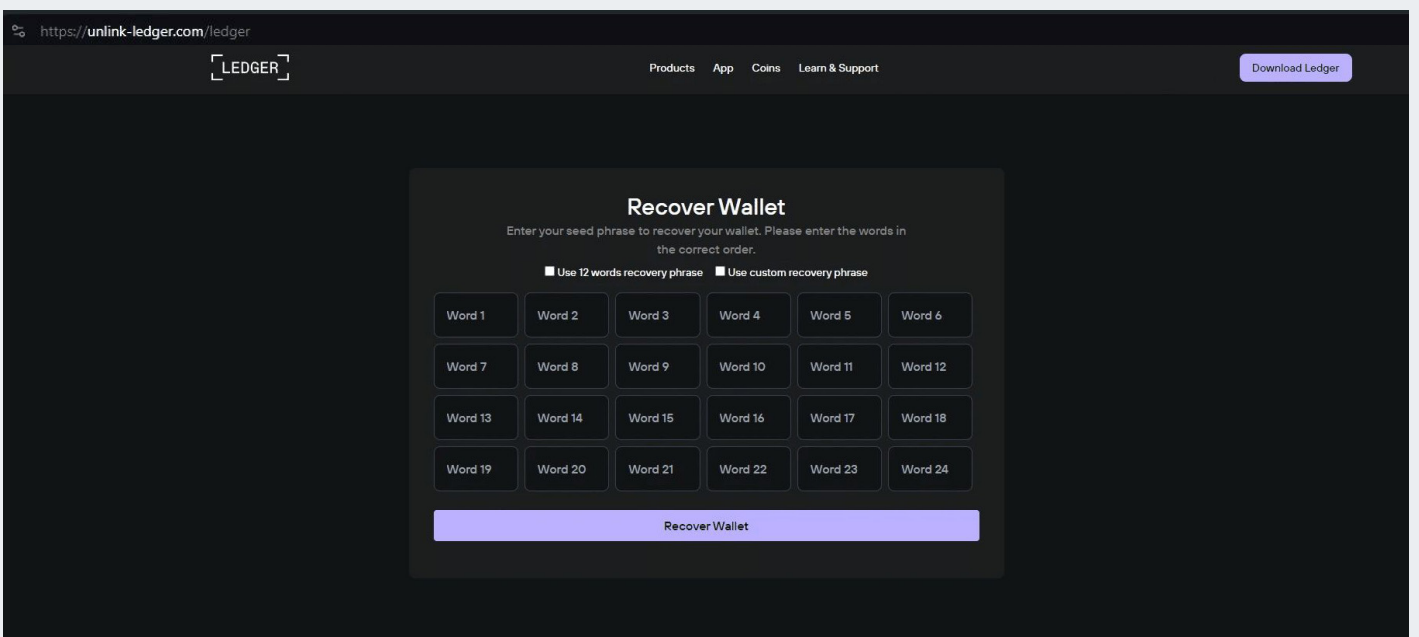 https://unlink-ledger.com/ledger
LEDGER Products App Coins Learn & Support Download Ledger
Recover Wallet
Enter your seed phrase to recover your wallet. Please enter the words in
the correct order.
Use 12 words recovery phrase Use custom recovery phrase
Word 1 Word 2 Word 3 Word 4 Word 5 Word 6
Word 7 Word 8 Word 9 Word 10 Word 11 Word 12
Word 13 Word 14 Word 15 Word 16 Word 17 Word 18
Word 19 Word 20 Word 21 Word 22 Word 23 Word 24
Recover Wallet